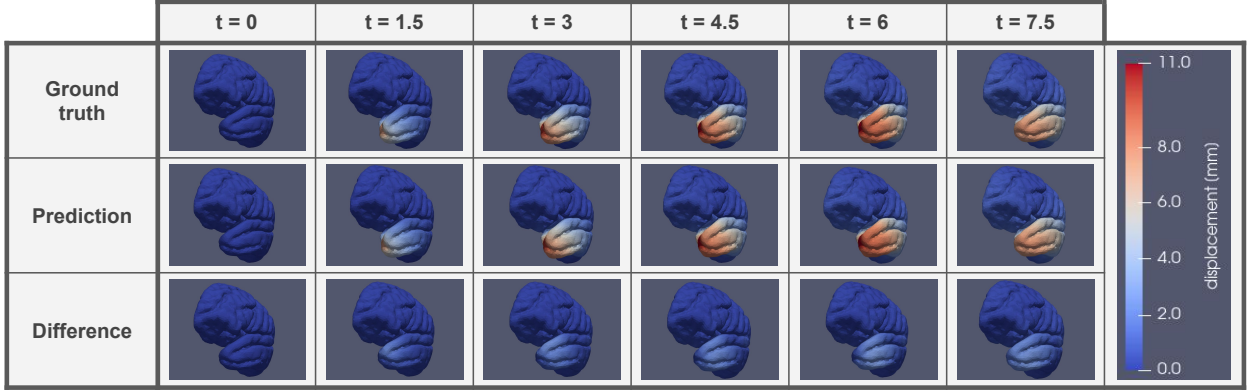 t = 0 t = 1.5 t = 3 t = 4.5 t = 6 t = 7.5
Ground
truth
Prediction
Difference
11.0
8.0
6.0
4.0
2.0
0.0
displacement (mm)